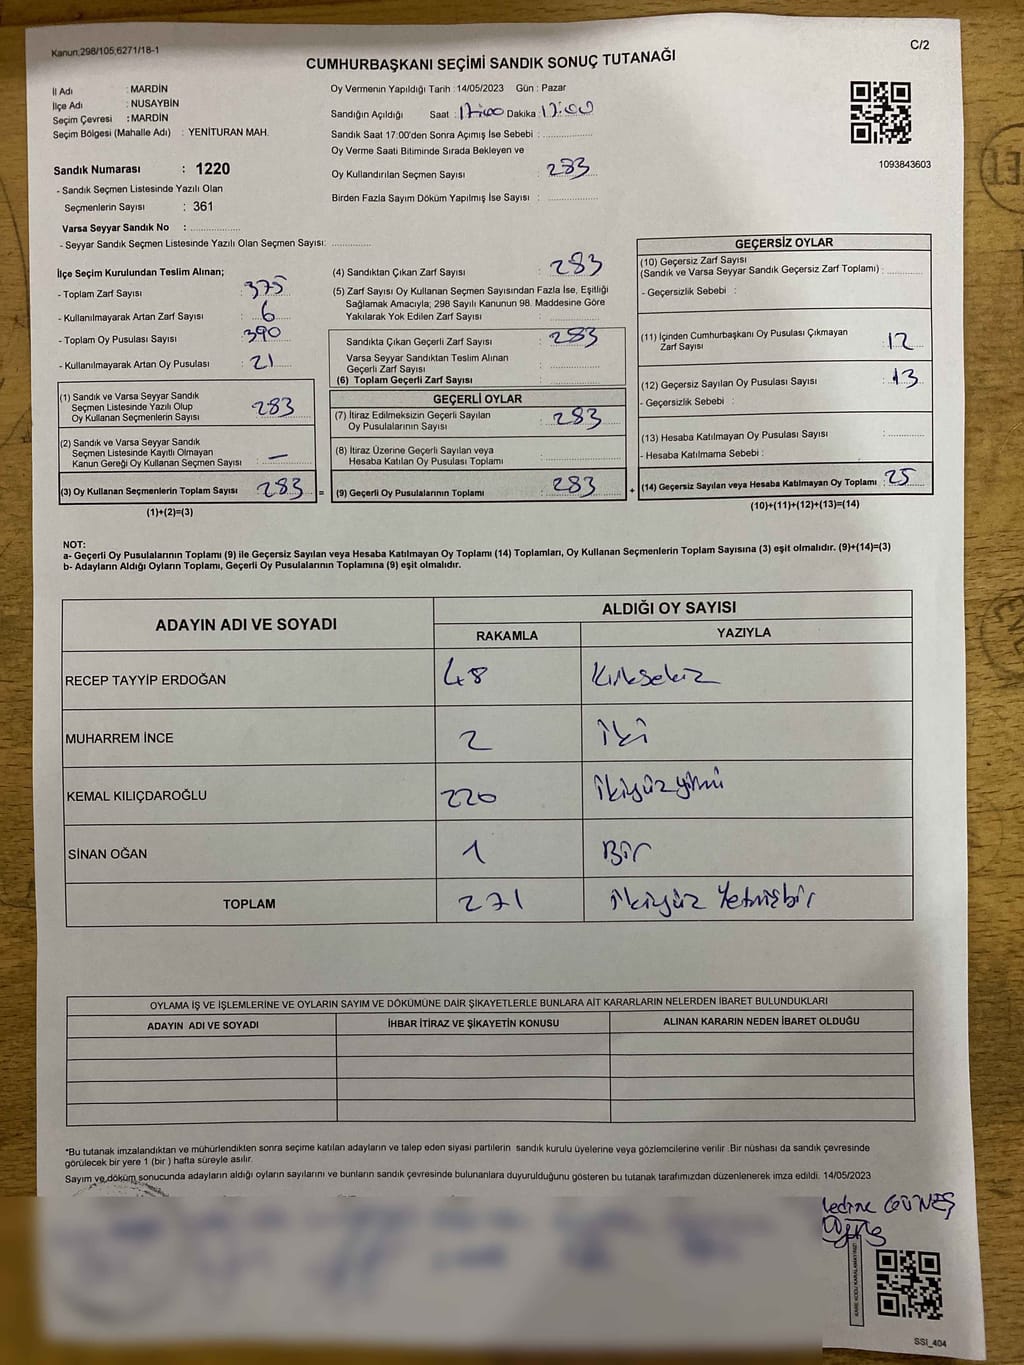 Kanun;298/105;6271/18-1
C/2
CUMHURBAŞKANI SEÇİMİ SANDIK SONUÇ TUTANAĞI
İl Adı : MARDİN
İlçe Adı : NUSAYBİN
Seçim Çevresi : MARDİN
Seçim Bölgesi (Mahalle Adı) : YENİTURAN MAH.
Sandık Numarası : 1220
- Sandık Seçmen Listesinde Yazılı Olan
Seçmenlerin Sayısı : 361
Varsa Seyyar Sandık No :
- Seyyar Sandık Seçmen Listesinde Yazılı Olan Seçmen Sayısı:
Oy Vermenin Yapıldığı Tarih : 14/05/2023 Gün : Pazar
Sandığın Açıldığı Saat : 17:00 Dakika : 17:00
Sandık Saat 17:00'den Sonra Açımış İse Sebebi :
Oy Verme Saati Bitiminde Sırada Bekleyen ve
Oy Kullandırılan Seçmen Sayısı : 283
Birden Fazla Sayım Döküm Yapılmış İse Sayısı :
1093843603
İlçe Seçim Kurulundan Teslim Alınan;
- Toplam Zarf Sayısı : 375
- Kullanılmayarak Artan Zarf Sayısı : 6
- Toplam Oy Pusulası Sayısı : 390
- Kullanılmayarak Artan Oy Pusulası : 21
(1) Sandık ve Varsa Seyyar Sandık
Seçmen Listesinde Yazılı Olup
Oy Kullanan Seçmenlerin Sayısı : 283
(2) Sandık ve Varsa Seyyar Sandık
Seçmen Listesinde Kayıtlı Olmayan
Kanun Gereği Oy Kullanan Seçmen Sayısı : —
(3) Oy Kullanan Seçmenlerin Toplam Sayısı : 283 =
(1)+(2)=(3)
(4) Sandıktan Çıkan Zarf Sayısı : 283
(5) Zarf Sayısı Oy Kullanan Seçmen Sayısından Fazla İse, Eşitliği
Sağlamak Amacıyla; 298 Sayılı Kanunun 98. Maddesine Göre
Yakılarak Yok Edilen Zarf Sayısı :
Sandıkta Çıkan Geçerli Zarf Sayısı : 283
Varsa Seyyar Sandıktan Teslim Alınan
Geçerli Zarf Sayısı :
(6) Toplam Geçerli Zarf Sayısı :
GEÇERLİ OYLAR
(7) İtiraz Edilmeksizin Geçerli Sayılan
Oy Pusulalarının Sayısı : 283
(8) İtiraz Üzerine Geçerli Sayılan veya
Hesaba Katılan Oy Pusulası Toplamı :
(9) Geçerli Oy Pusulalarının Toplamı : 283 +
GEÇERSİZ OYLAR
(10) Geçersiz Zarf Sayısı
(Sandık ve Varsa Seyyar Sandık Geçersiz Zarf Toplamı) :
- Geçersizlik Sebebi :
(11) İçinden Cumhurbaşkanı Oy Pusulası Çıkmayan
Zarf Sayısı : 12
(12) Geçersiz Sayılan Oy Pusulası Sayısı : 13
- Geçersizlik Sebebi :
(13) Hesaba Katılmayan Oy Pusulası Sayısı :
- Hesaba Katılmama Sebebi :
(14) Geçersiz Sayılan veya Hesaba Katılmayan Oy Toplamı : 25
(10)+(11)+(12)+(13)=(14)
NOT:
a- Geçerli Oy Pusulalarının Toplamı (9) ile Geçersiz Sayılan veya Hesaba Katılmayan Oy Toplamı (14) Toplamları, Oy Kullanan Seçmenlerin Toplam Sayısına (3) eşit olmalıdır. (9)+(14)=(3)
b- Adayların Aldığı Oyların Toplamı, Geçerli Oy Pusulalarının Toplamına (9) eşit olmalıdır.
ADAYIN ADI VE SOYADI ALDIĞI OY SAYISI
RAKAMLA YAZIYLA
RECEP TAYYİP ERDOĞAN 48 Kırksekiz
MUHARREM İNCE 2 iki
KEMAL KILIÇDAROĞLU 220 ikiyüzyirmi
SİNAN OĞAN 1 Bir
TOPLAM 271 ikiyüz Yetmişbir
OYLAMA İŞ VE İŞLEMLERİNE VE OYLARIN SAYIM VE DÖKÜMÜNE DAİR ŞİKAYETLERLE BUNLARA AİT KARARLARIN NELERDEN İBARET BULUNDUKLARI
ADAYIN ADI VE SOYADI İHBAR İTİRAZ VE ŞİKAYETİN KONUSU ALINAN KARARIN NEDEN İBARET OLDUĞU
*Bu tutanak imzalandıktan ve mühürlendikten sonra seçime katılan adayların ve talep eden siyasi partilerin sandık kurulu üyelerine veya gözlemcilerine verilir. Bir nüshası da sandık çevresinde
görülecek bir yere 1 (bir) hafta süreyle asılır.
Sayım ve döküm sonucunda adayların aldığı oyların sayılarını ve bunların sandık çevresinde bulunanlara duyurulduğunu gösteren bu tutanak tarafımızdan düzenlenerek imza edildi. 14/05/2023
GÜNEŞ
SSI_404